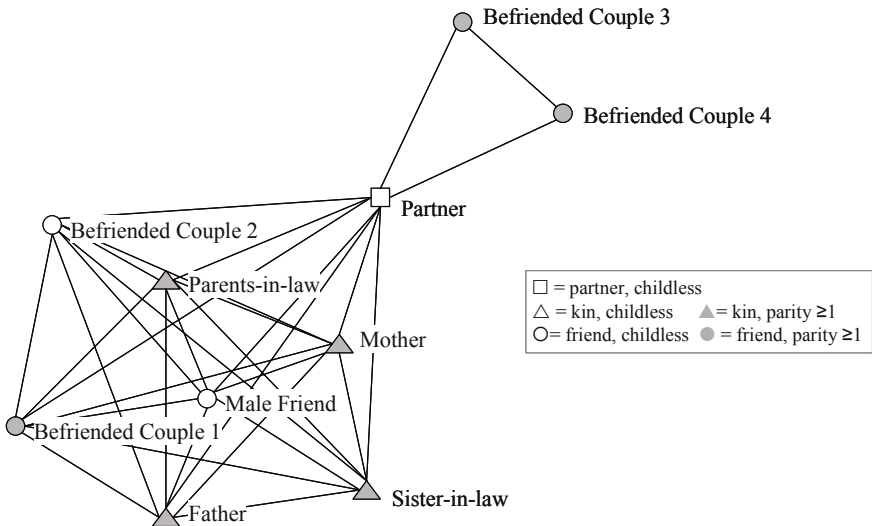 Befriended Couple 3
Befriended Couple 4
Partner
Befriended Couple 2
Parents-in-law
Mother
Male Friend
Befriended Couple 1
Sister-in-law
Father
= partner, childless
= kin, childless = kin, parity ≥1
= friend, childless = friend, parity ≥1